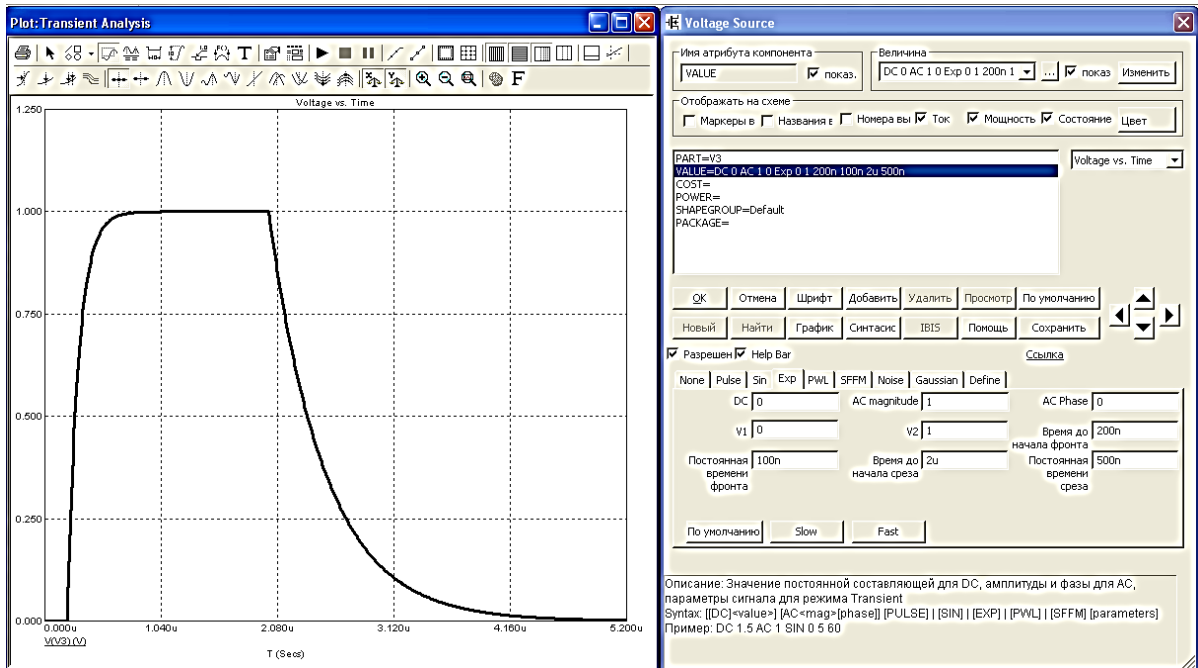 Plot:Transient Analysis
T
F
Voltage vs. Time
1.250
1.000
0.750
0.500
0.250
0.000
0.000u 1.040u 2.080u 3.120u 4.160u 5.200u
V(V3) (V)
T (Secs)
Voltage Source
Имя атрибута компонента
VALUE
показ.
Величина
DC 0 AC 1 0 Exp 0 1 200n 1
...
показ
Изменить
Отображать на схеме
Маркеры в
Названия в
Номера вы
Ток
Мощность
Состояние
Цвет
PART=V3
VALUE=DC 0 AC 1 0 Exp 0 1 200n 100n 2u 500n
COST=
POWER=
SHAPEGROUP=Default
PACKAGE=
Voltage vs. Time
OK Отмена Шрифт Добавить Удалить Просмотр По умолчанию
Новый Найти График Синтасис IBIS Помощь Сохранить
Разрешен Help Bar Ссылка
None Pulse Sin Exp PWL SFFM Noise Gaussian Define
DC 0 AC magnitude 1 AC Phase 0
V1 0 V2 1 Время до начала фронта 200n
Постоянная времени фронта 100n Время до начала среза 2u Постоянная времени среза 500n
По умолчанию Slow Fast
Описание: Значение постоянной составляющей для DC, амплитуды и фазы для AC,
параметры сигнала для режима Transient
Syntax: [[DC]<value>] [AC<mag>[phase]] [PULSE] | [SIN] | [EXP] | [PWL] | [SFFM] [parameters]
Пример: DC 1.5 AC 1 SIN 0 5 60